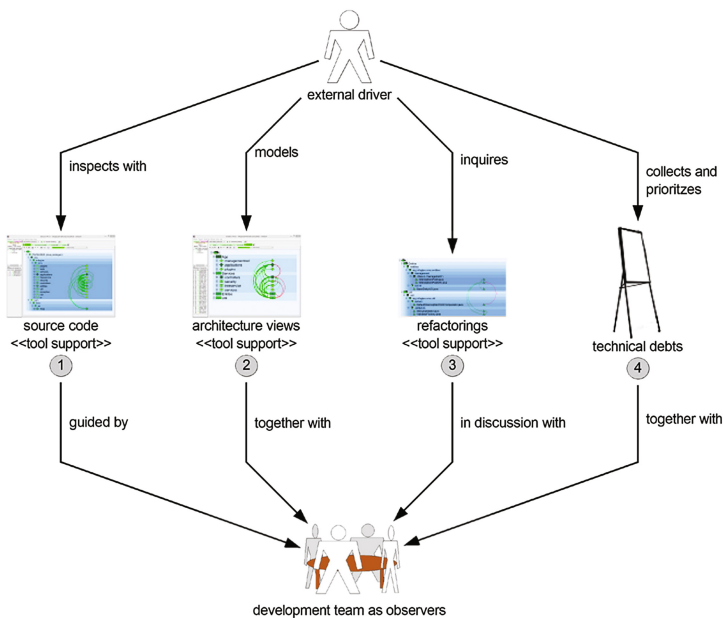 external driver
inspects with
models
inquires
collects and
prioritzes
source code
<<tool support>>
1
architecture views
<<tool support>>
2
refactorings
<<tool support>>
3
technical debts
4
guided by
together with
in discussion with
together with
development team as observers